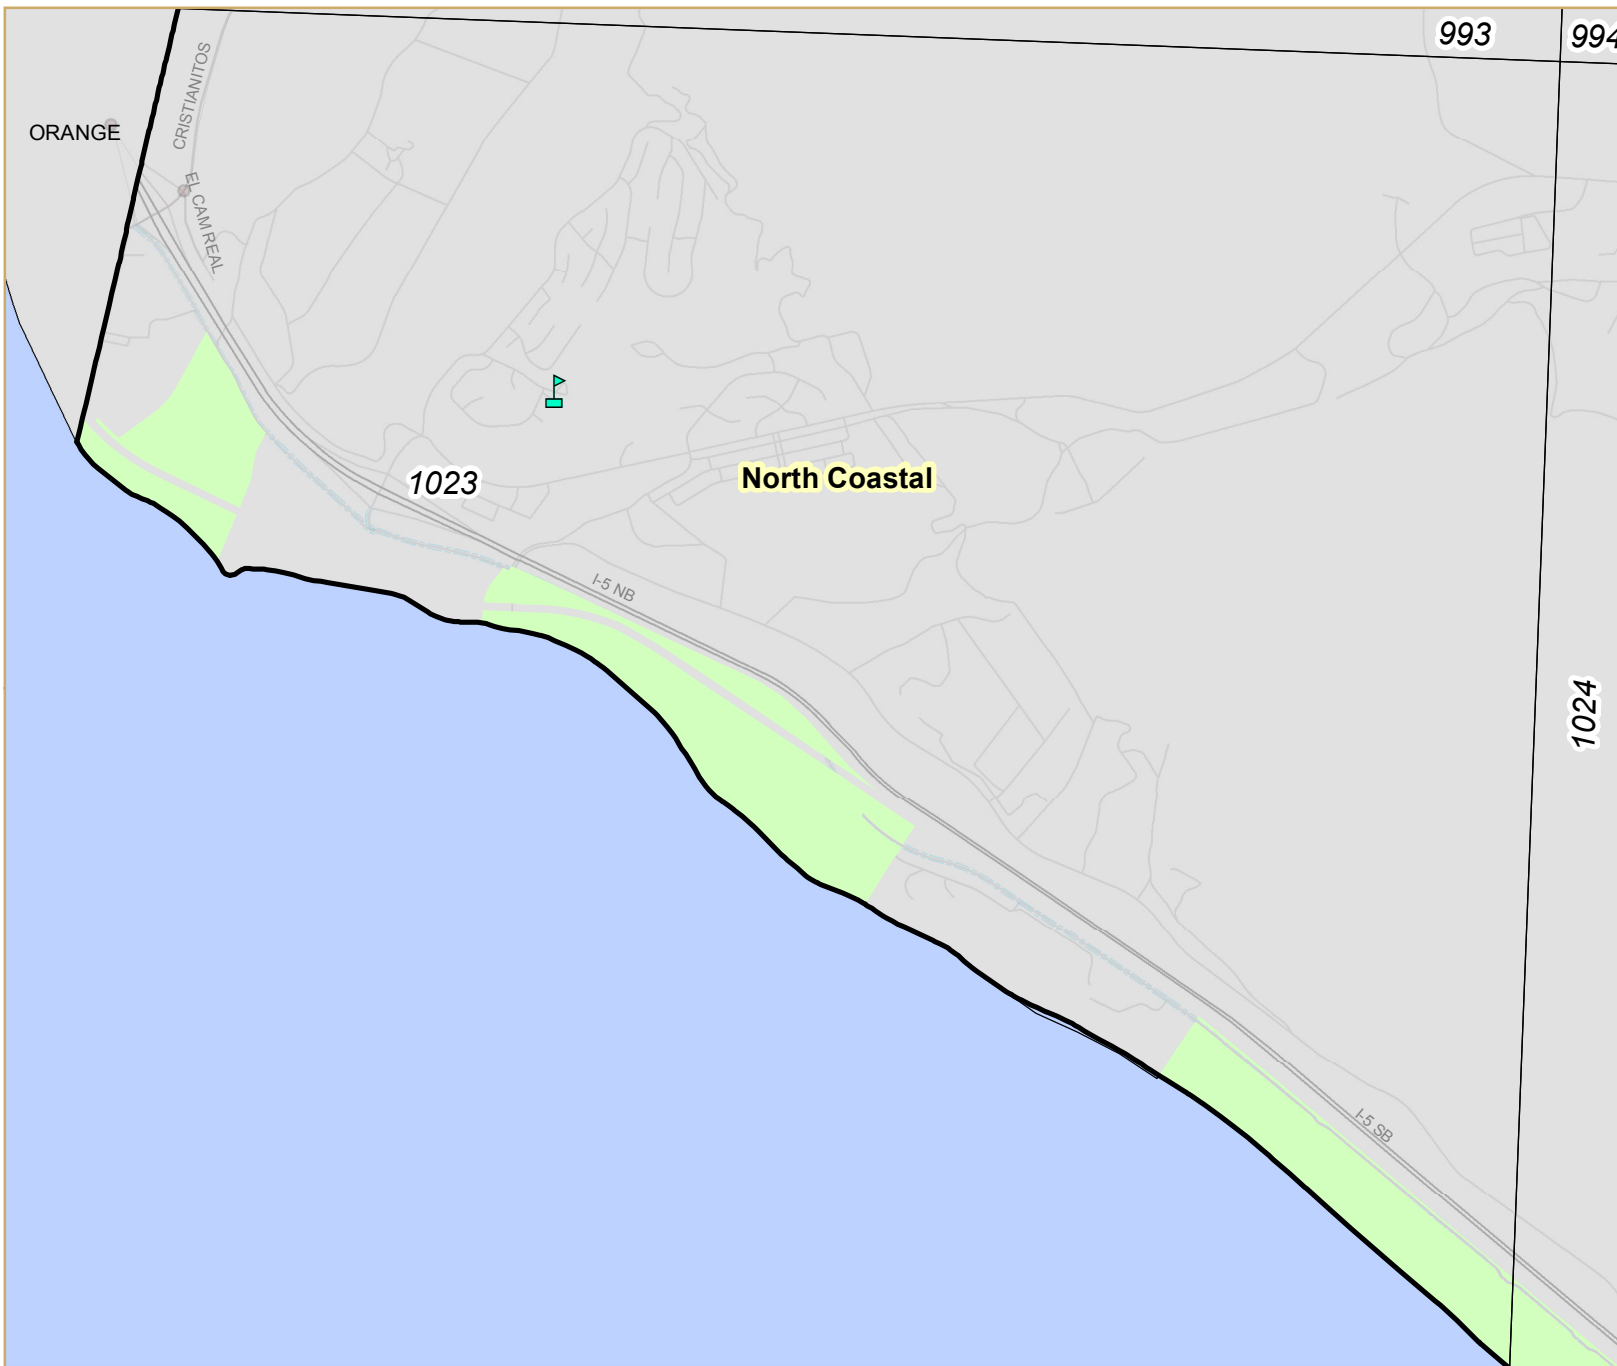 993
994
CRISTIANITOS
ORANGE
EL CAM REAL
1023
North Coastal
I-5 NB
1024
I-5 SB